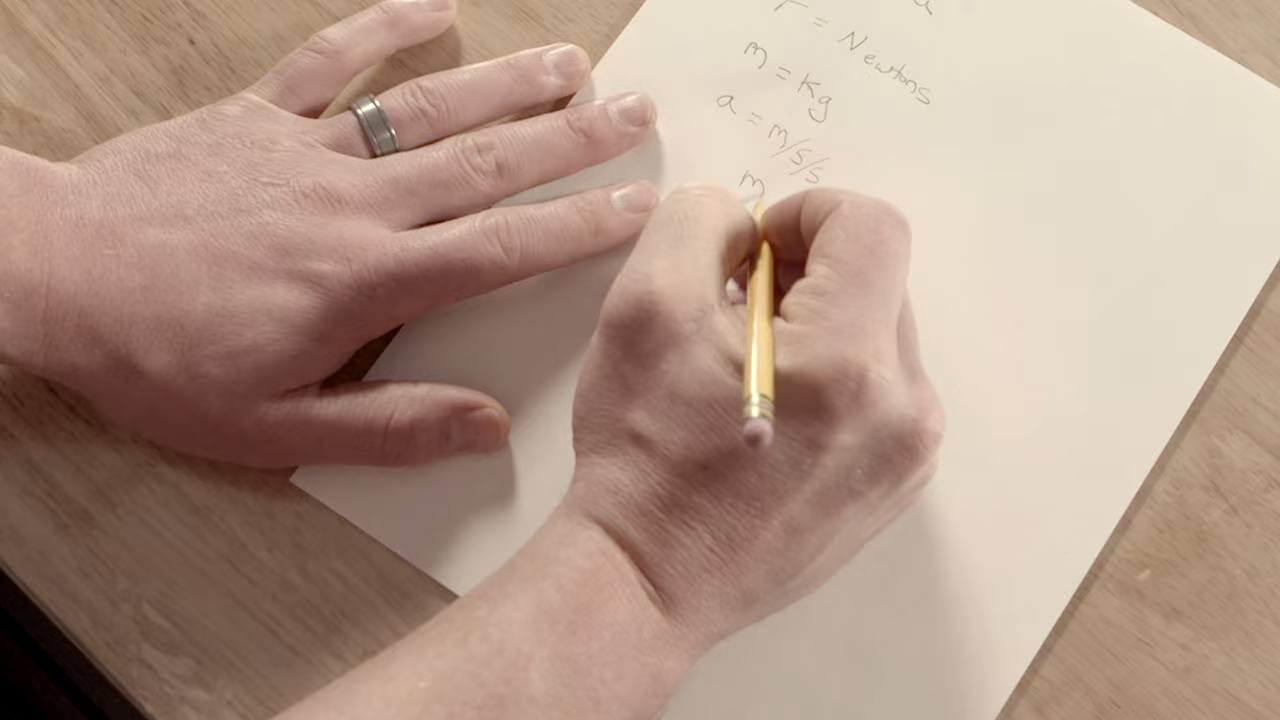 F = Newtons
m = Kg
a = m/s/s
m